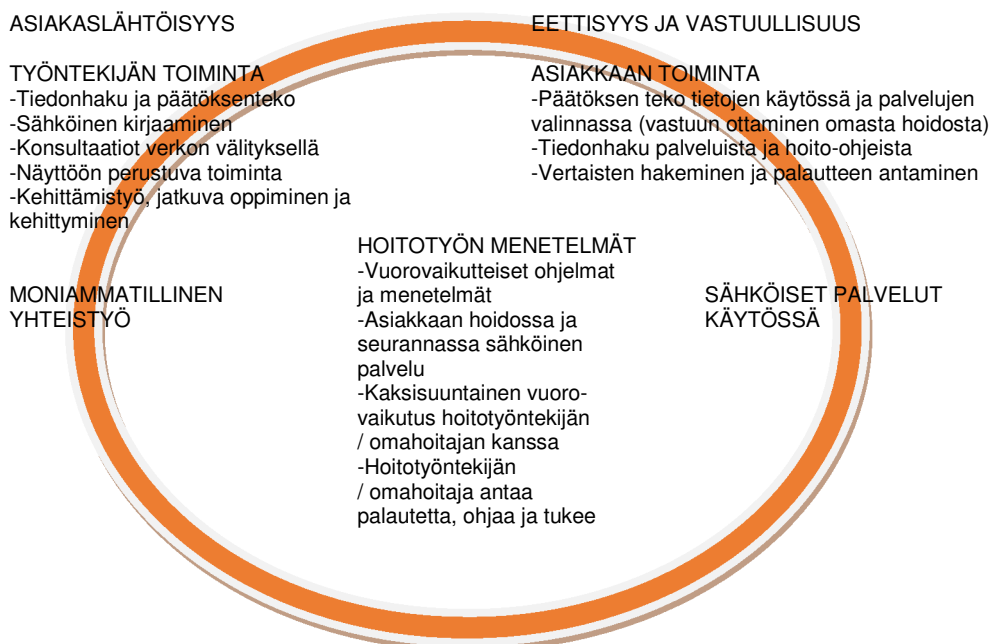 ASIAKASLÄHTÖISYYS
EETTISYYS JA VASTUULLISUUS
TYÖNTEKIJÄN TOIMINTA
-Tiedonhaku ja päätöksenteko
-Sähköinen kirjaaminen
-Konsultaatiot verkon välityksellä
-Näyttöön perustuva toiminta
-Kehittämistyö, jatkuva oppiminen ja
kehittyminen
ASIAKKAAN TOIMINTA
-Päätöksen teko tietojen käytössä ja palvelujen
valinnassa (vastuun ottaminen omasta hoidosta)
-Tiedonhaku palveluista ja hoito-ohjeista
-Vertaisten hakeminen ja palautteen antaminen
MONIAMMATILLINEN
YHTEISTYÖ
HOITOTYÖN MENETELMÄT
-Vuorovaikutteiset ohjelmat
ja menetelmät
-Asiakkaan hoidossa ja
seurannassa sähköinen
palvelu
-Kaksisuuntainen vuoro-
vaikutus hoitotyöntekijän
/ omahoitajan kanssa
-Hoitotyöntekijän
/ omahoitaja antaa
palautetta, ohjaa ja tukee
SÄHKÖISET PALVELUT
KÄYTÖSSÄ